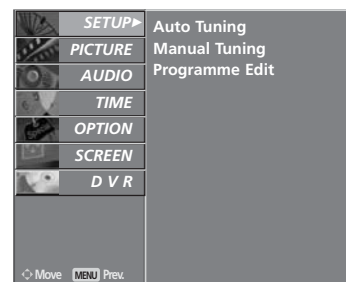 SETUP▶
PICTURE
AUDIO
TIME
OPTION
SCREEN
D V R
Auto Tuning
Manual Tuning
Programme Edit
Move MENU Prev.